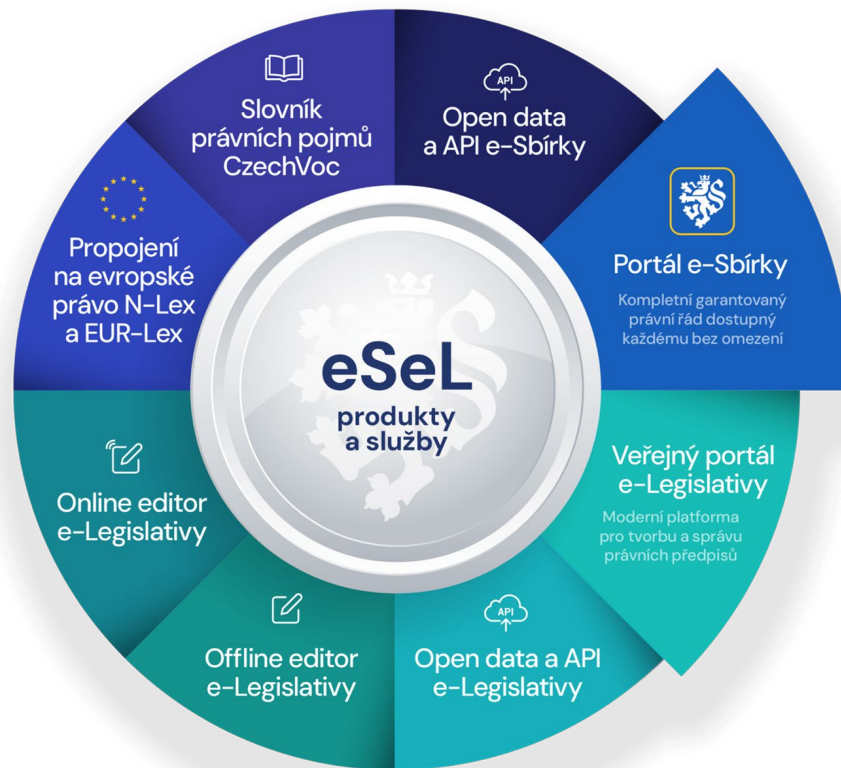 Slovník
právních pojmů
CzechVoc
API
Open data
a API e-Sbírky
Propojení
na evropské
právo N-Lex
a EUR-Lex
Portál e-Sbírky
Kompletní garantovaný
právní řád dostupný
každému bez omezení
eSeL
produkty
a služby
Online editor
e-Legislativy
Veřejný portál
e-Legislativy
Moderní platforma
pro tvorbu a správu
právních předpisů
Offline editor
e-Legislativy
API
Open data a API
e-Legislativy